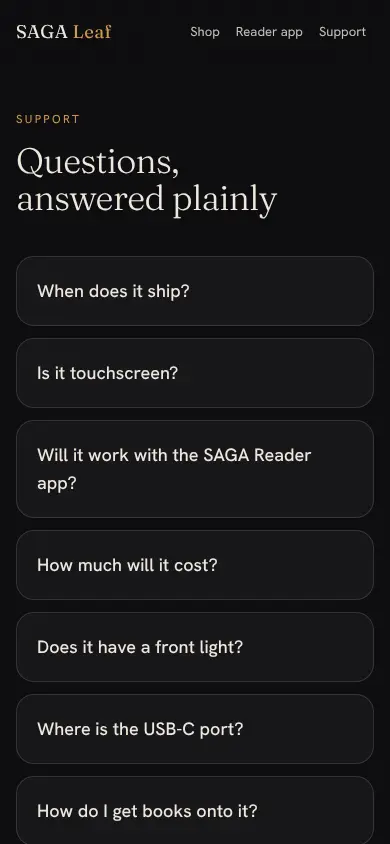 SAGA Leaf
Shop Reader app Support
SUPPORT
Questions,
answered plainly
When does it ship?
Is it touchscreen?
Will it work with the SAGA Reader
app?
How much will it cost?
Does it have a front light?
Where is the USB-C port?
How do I get books onto it?